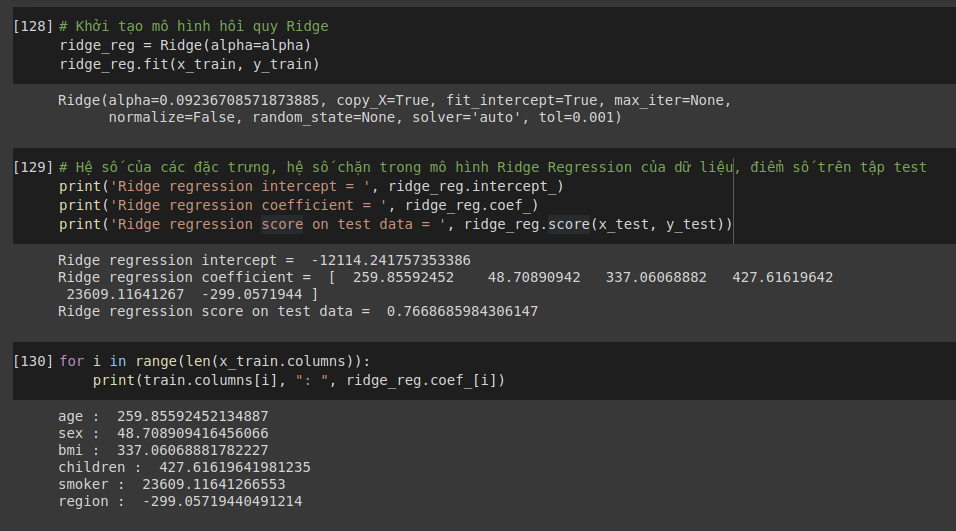 [128] # Khởi tạo mô hình hồi quy Ridge
ridge_reg = Ridge(alpha=alpha)
ridge_reg.fit(x_train, y_train)
Ridge(alpha=0.09236708571873885, copy_X=True, fit_intercept=True, max_iter=None,
normalize=False, random_state=None, solver='auto', tol=0.001)
[129] # Hệ số của các đặc trưng, hệ số chặn trong mô hình Ridge Regression của dữ liệu, điểm số trên tập test
print('Ridge regression intercept = ', ridge_reg.intercept_)
print('Ridge regression coefficient = ', ridge_reg.coef_)
print('Ridge regression score on test data = ', ridge_reg.score(x_test, y_test))
Ridge regression intercept =  -12114.241757353386
Ridge regression coefficient =  [  259.85592452    48.70890942   337.06068882   427.61619642
23609.11641267  -299.0571944 ]
Ridge regression score on test data =  0.7668685984306147
[130] for i in range(len(x_train.columns)):
print(train.columns[i], ": ", ridge_reg.coef_[i])
age :  259.85592452134887
sex :  48.708909416456066
bmi :  337.06068881782227
children :  427.61619641981235
smoker :  23609.11641266553
region :  -299.05719440491214